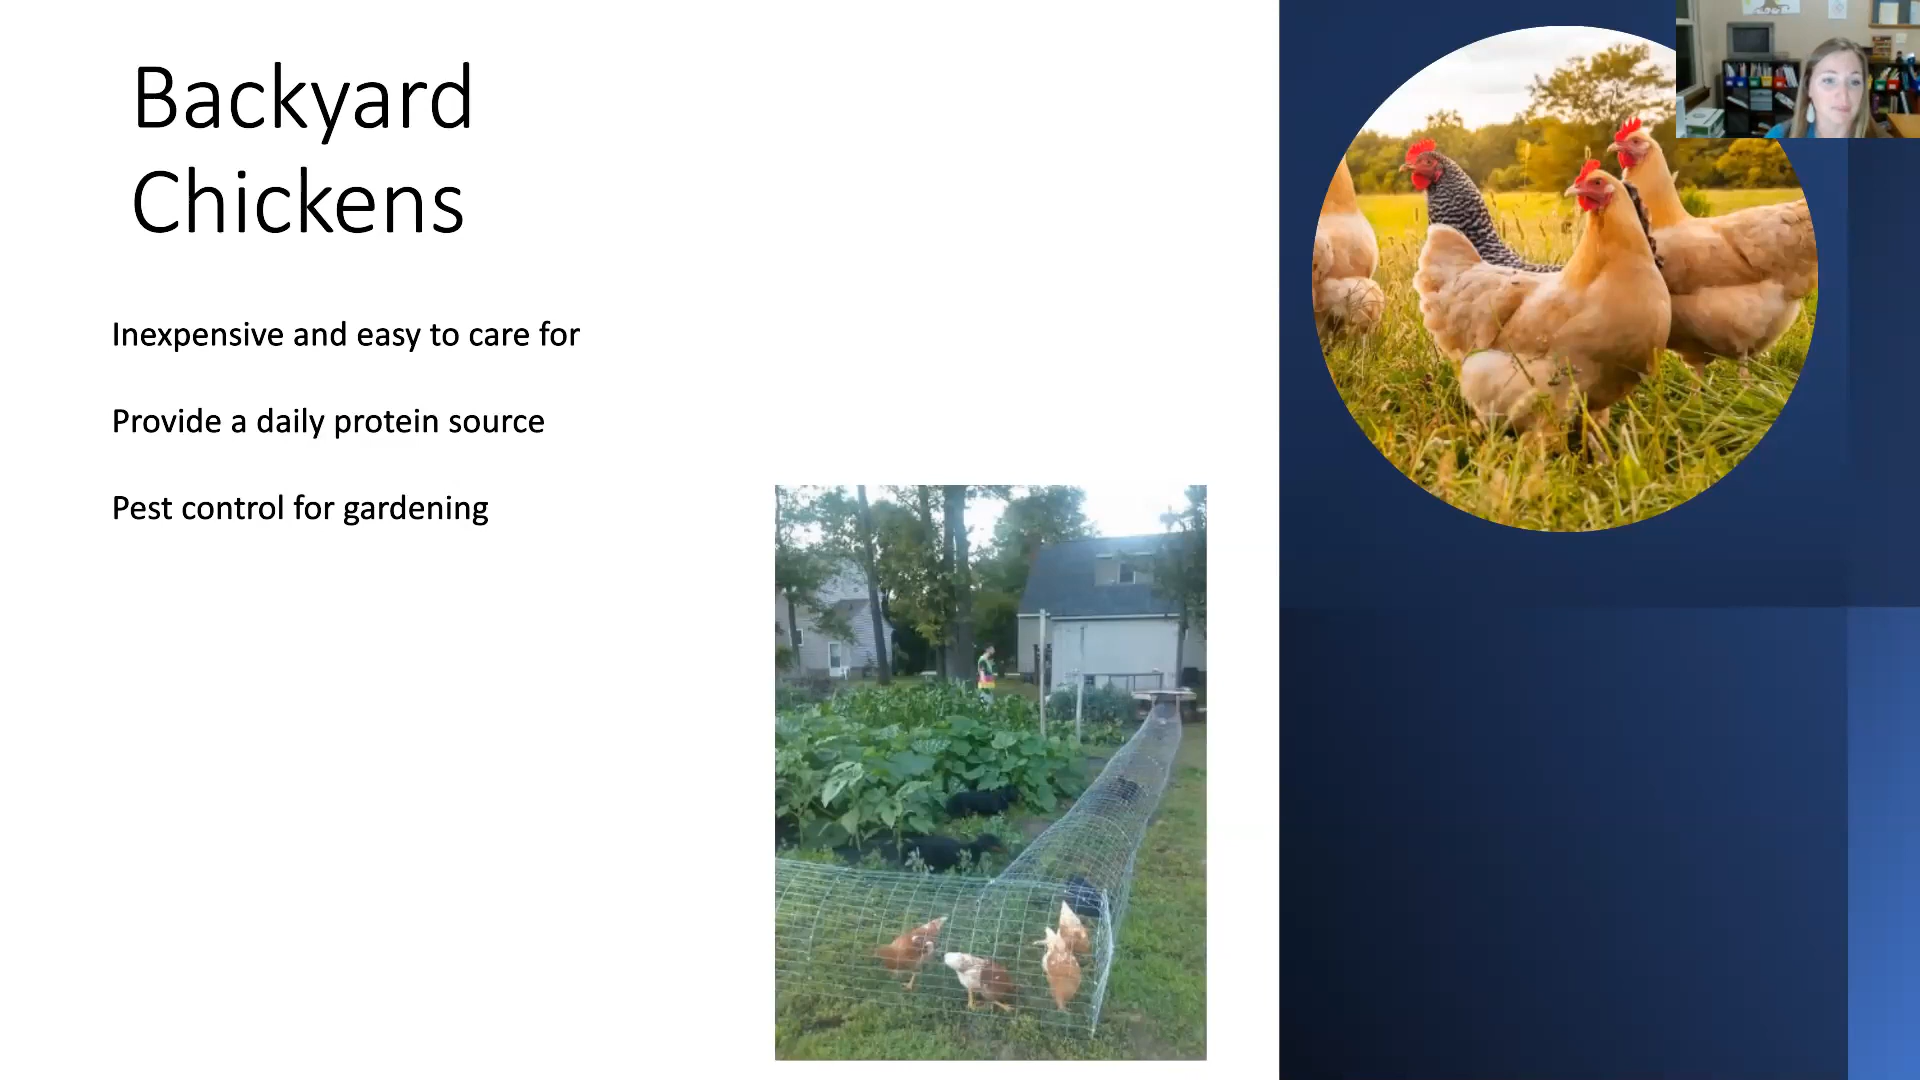 Backyard
Chickens
Inexpensive and easy to care for
Provide a daily protein source
Pest control for gardening